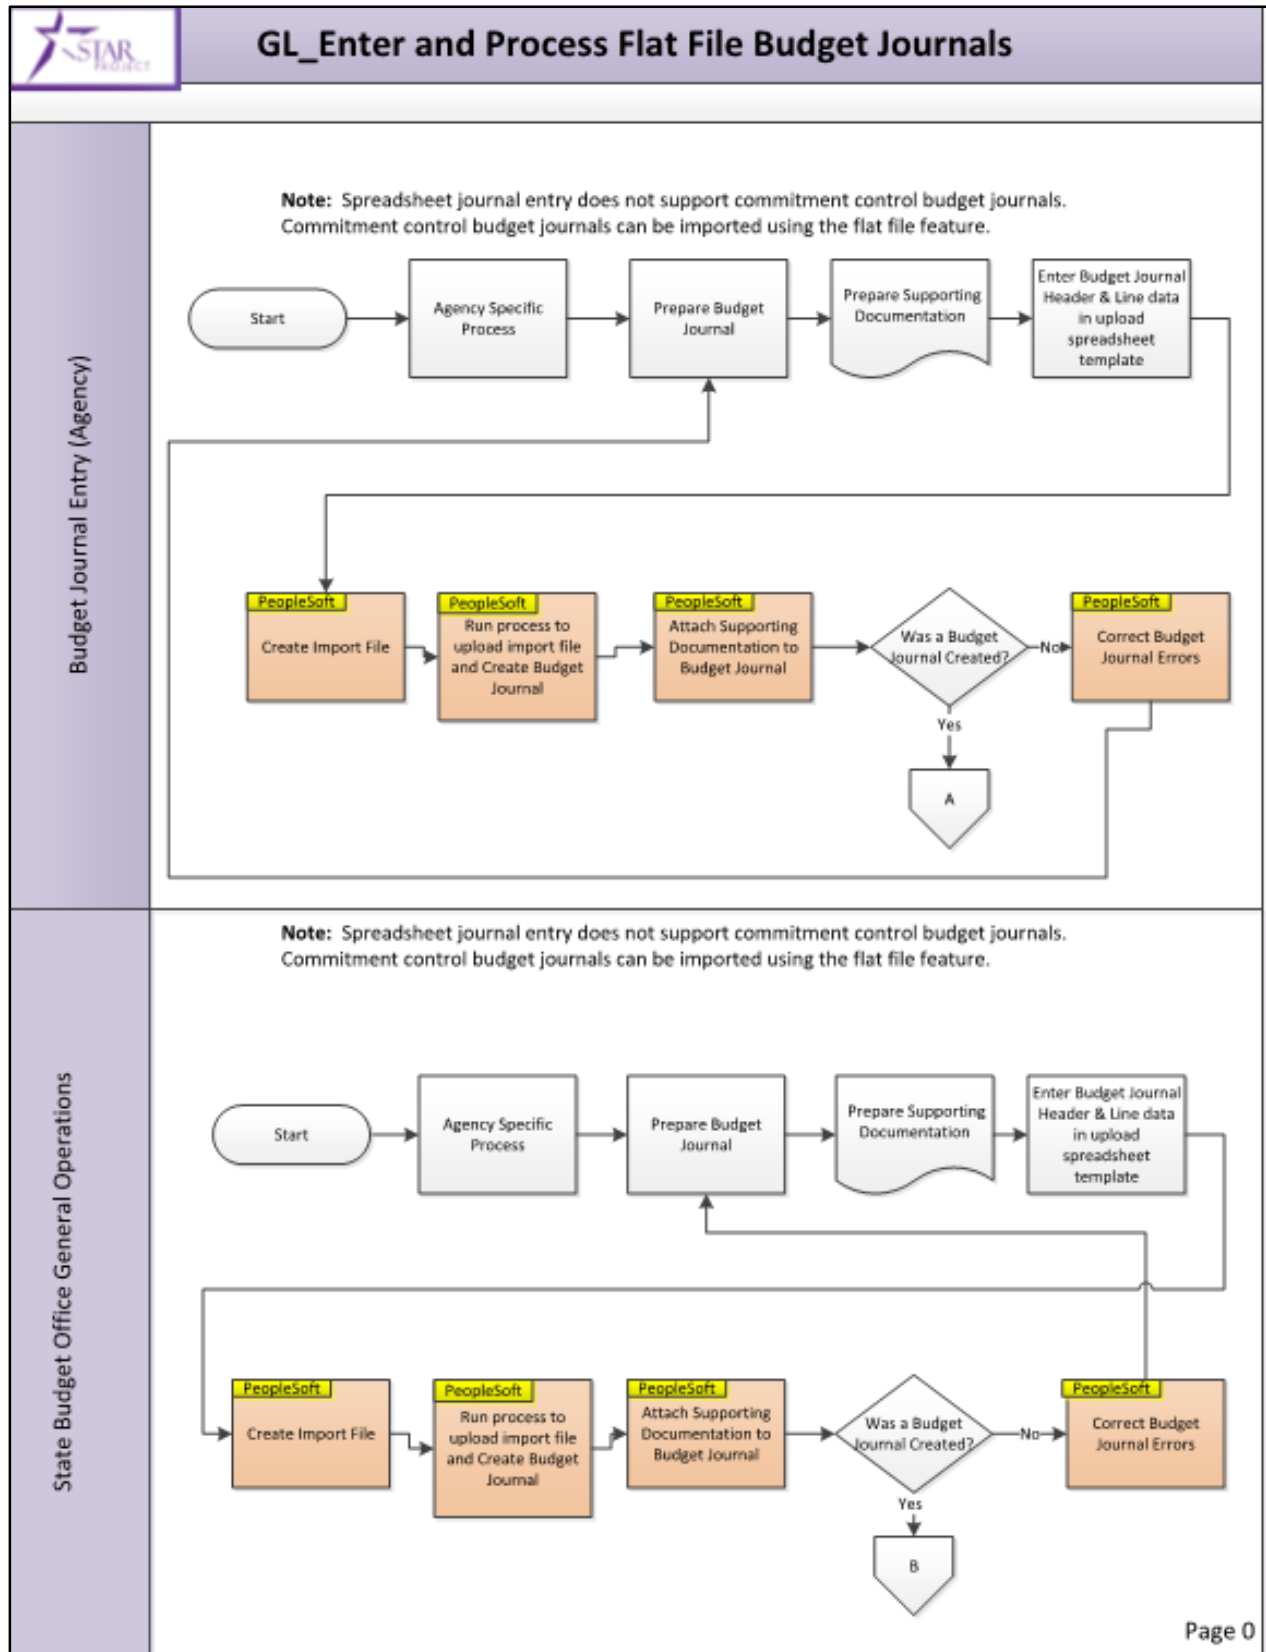 STAR
PROJECT
GL_Enter and Process Flat File Budget Journals
Budget Journal Entry (Agency)
Note: Spreadsheet journal entry does not support commitment control budget journals.
Commitment control budget journals can be imported using the flat file feature.
Start
Agency Specific
Process
Prepare Budget
Journal
Prepare Supporting
Documentation
Enter Budget Journal
Header & Line data
in upload
spreadsheet
template
PeopleSoft
Create Import File
PeopleSoft
Run process to
upload import file
and Create Budget
Journal
PeopleSoft
Attach Supporting
Documentation to
Budget Journal
Was a Budget
Journal Created?
No
PeopleSoft
Correct Budget
Journal Errors
Yes
A
State Budget Office General Operations
Note: Spreadsheet journal entry does not support commitment control budget journals.
Commitment control budget journals can be imported using the flat file feature.
Start
Agency Specific
Process
Prepare Budget
Journal
Prepare Supporting
Documentation
Enter Budget Journal
Header & Line data
in upload
spreadsheet
template
PeopleSoft
Create Import File
PeopleSoft
Run process to
upload import file
and Create Budget
Journal
PeopleSoft
Attach Supporting
Documentation to
Budget Journal
Was a Budget
Journal Created?
No
PeopleSoft
Correct Budget
Journal Errors
Yes
B
Page 0